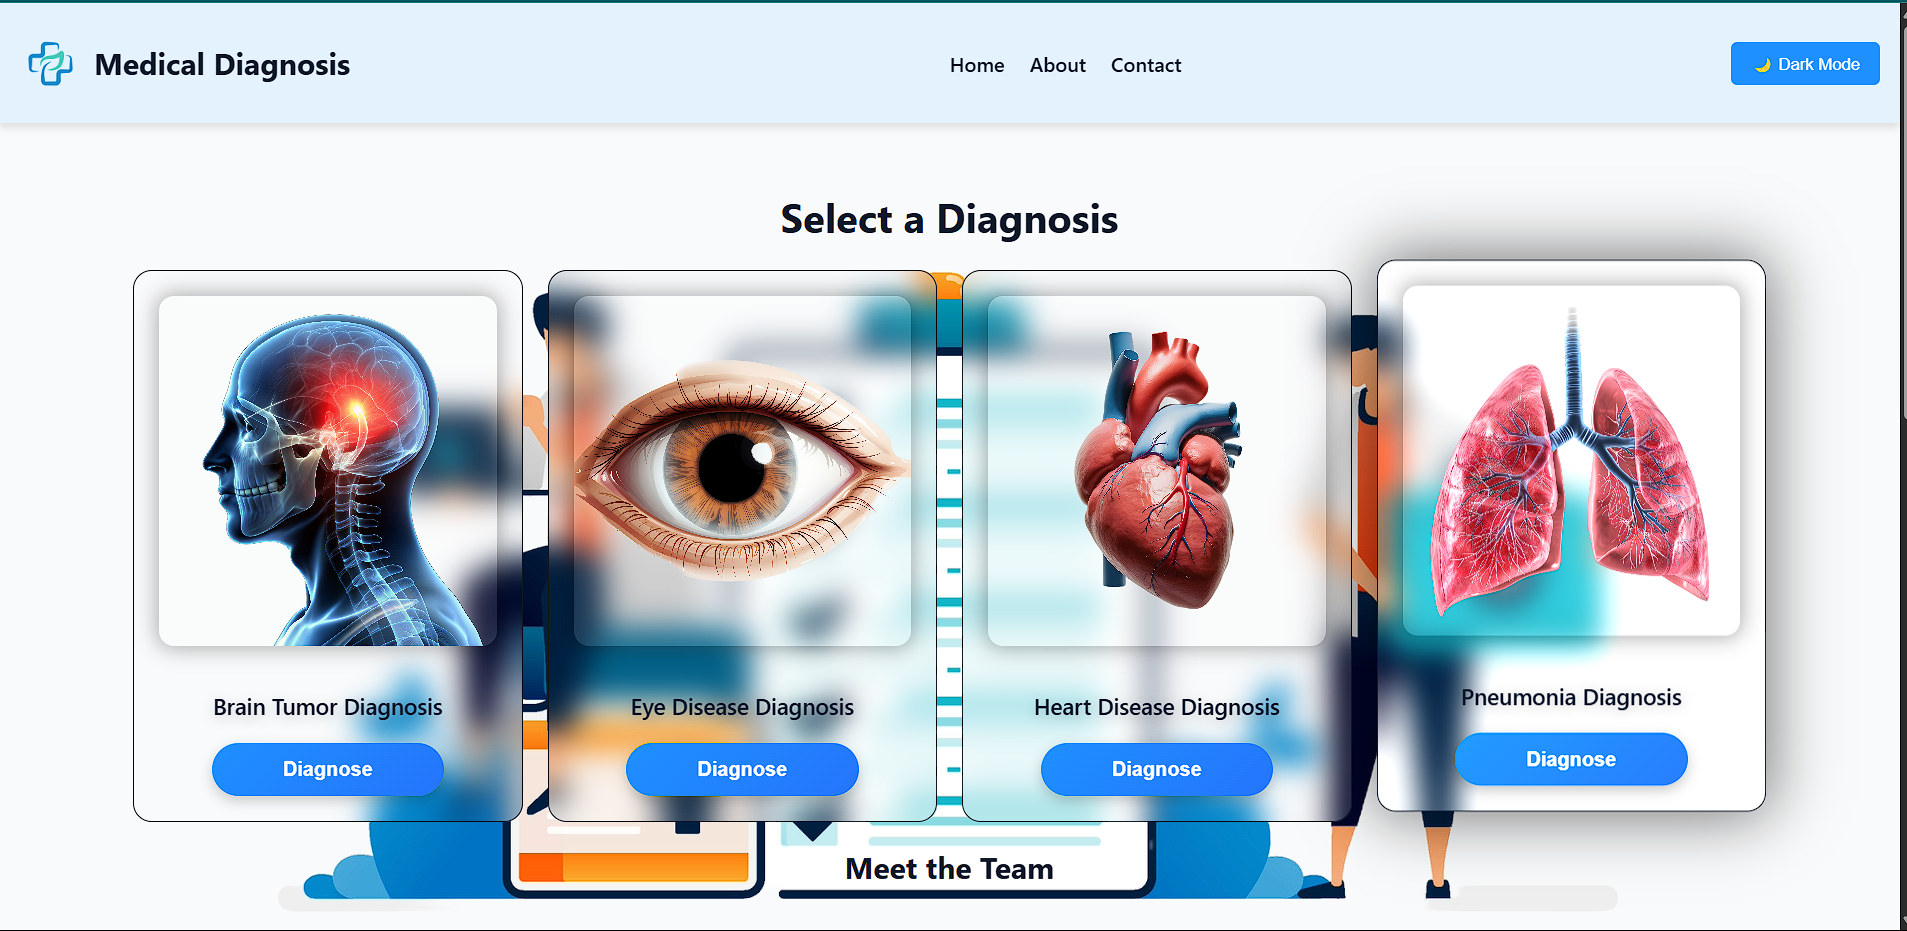 Medical Diagnosis
Home About Contact
Dark Mode
Select a Diagnosis
Brain Tumor Diagnosis
Diagnose
Eye Disease Diagnosis
Diagnose
Heart Disease Diagnosis
Diagnose
Pneumonia Diagnosis
Diagnose
Meet the Team